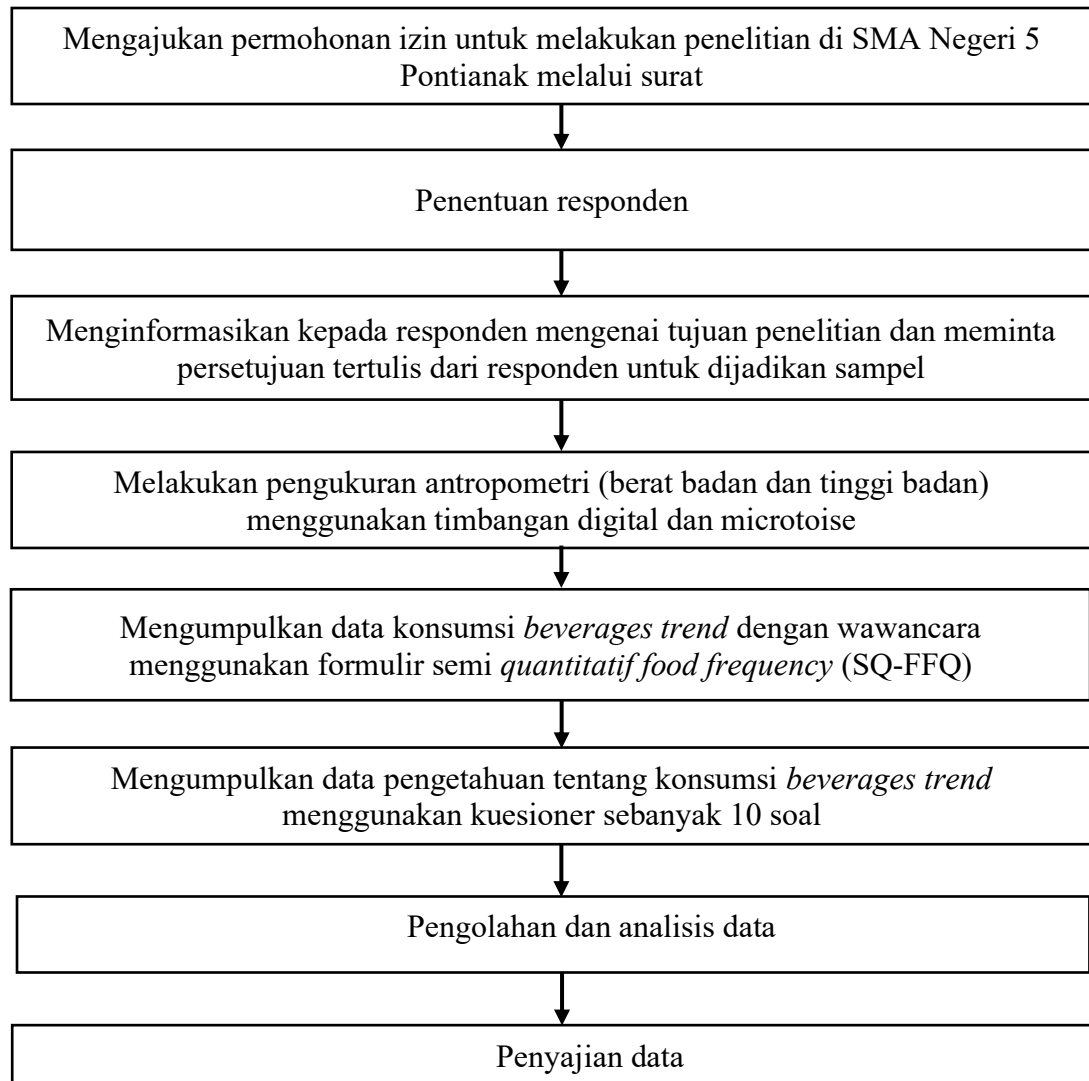 Mengajukan permohonan izin untuk melakukan penelitian di SMA Negeri 5
Pontianak melalui surat
Penentuan responden
Menginformasikan kepada responden mengenai tujuan penelitian dan meminta
persetujuan tertulis dari responden untuk dijadikan sampel
Melakukan pengukuran antropometri (berat badan dan tinggi badan)
menggunakan timbangan digital dan microtoise
Mengumpulkan data konsumsi beverages trend dengan wawancara
menggunakan formulir semi quantitatif food frequency (SQ-FFQ)
Mengumpulkan data pengetahuan tentang konsumsi beverages trend
menggunakan kuesioner sebanyak 10 soal
Pengolahan dan analisis data
Penyajian data